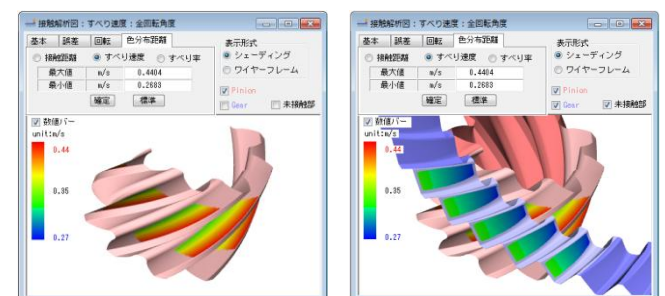 接触解析図：すべり速度：全回転角度
基本 誤差 回転 色分布距離
接触距離 すべり速度 すべり率
最大値 m/s 0.4404
最小値 m/s 0.2683
確定 標準
表示形式
シェーディング
ワイヤーフレーム
Pinion
Gear 未接触部
数値バー
unit:m/s
0.44
0.35
0.27
接触解析図：すべり速度：全回転角度
基本 誤差 回転 色分布距離
接触距離 すべり速度 すべり率
最大値 m/s 0.4404
最小値 m/s 0.2683
確定 標準
表示形式
シェーディング
ワイヤーフレーム
Pinion
Gear 未接触部
数値バー
unit:m/s
0.44
0.35
0.27